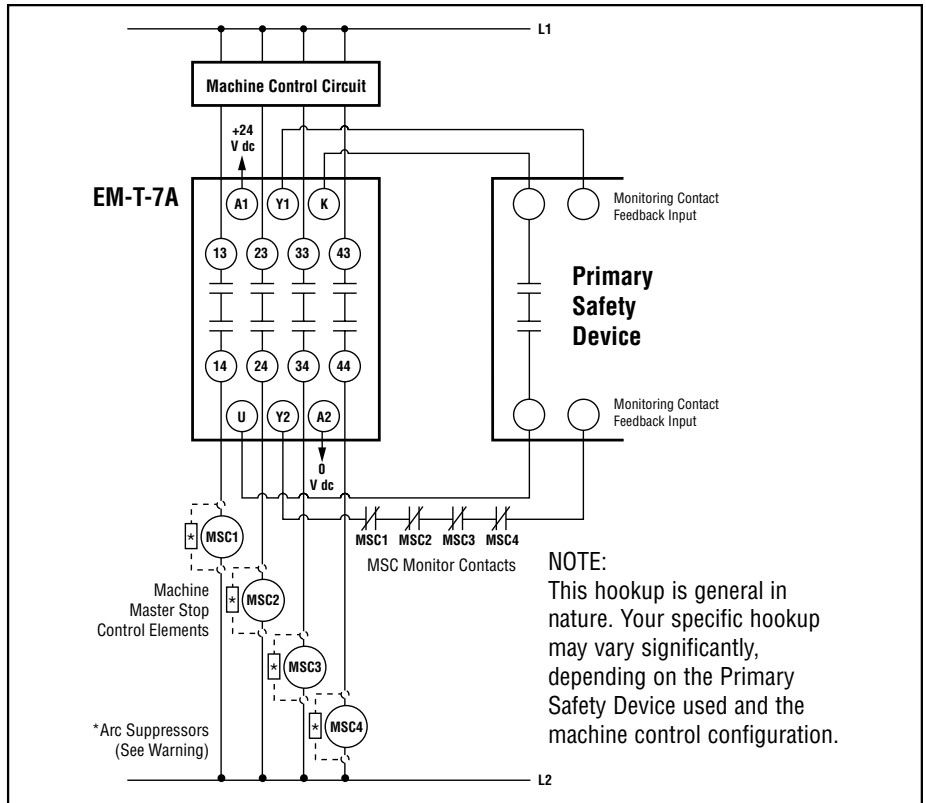 L1
Machine Control Circuit
+24
V dc
EM-T-7A
A1
Y1
K
Monitoring Contact
Feedback Input
13
23
33
43
Primary
Safety
Device
14
24
34
44
U
Y2
A2
Monitoring Contact
Feedback Input
0
V dc
MSC1
MSC2
MSC3
MSC4
MSC Monitor Contacts
*
MSC1
*
MSC2
*
MSC3
*
MSC4
Machine
Master Stop
Control Elements
*Arc Suppressors
(See Warning)
NOTE:
This hookup is general in
nature. Your specific hookup
may vary significantly,
depending on the Primary
Safety Device used and the
machine control configuration.
L2